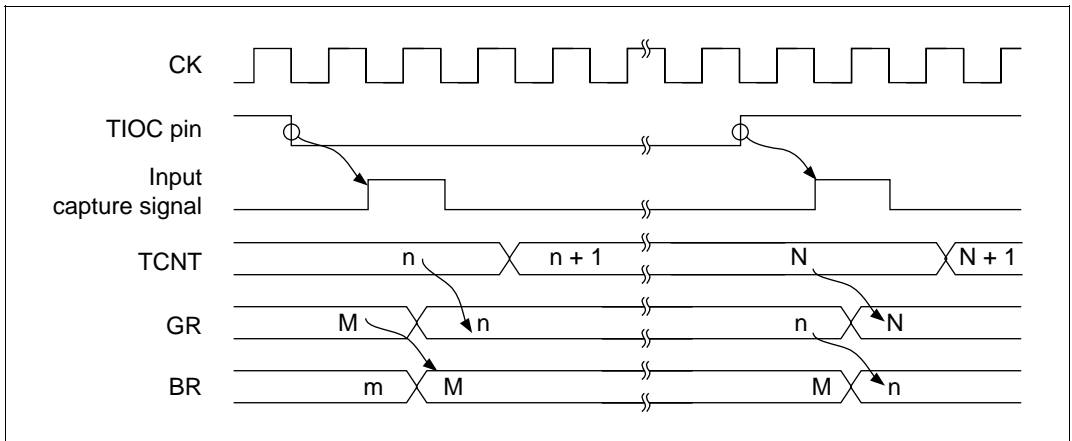 CK
TIOC pin
Input
capture signal
TCNT n n + 1 N N + 1
GR M n n N
BR m M M n